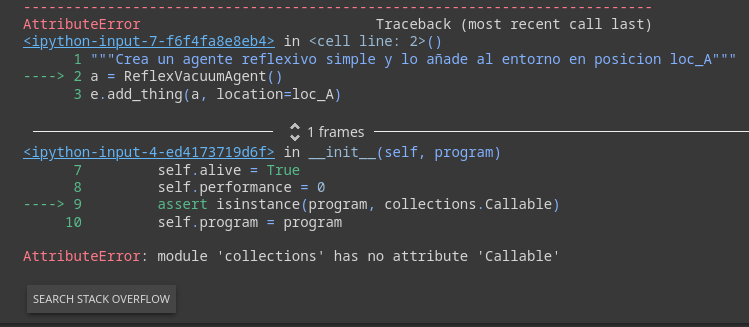 ---------------------------------------------------------------------------
AttributeError                            Traceback (most recent call last)
<ipython-input-7-f6f4fa8e8eb4> in <cell line: 2>()
      1 """Crea un agente reflexivo simple y lo añade al entorno en posicion loc_A"""
----> 2 a = ReflexVacuumAgent()
      3 e.add_thing(a, location=loc_A)
1 frames
<ipython-input-4-ed4173719d6f> in __init__(self, program)
      7         self.alive = True
      8         self.performance = 0
----> 9         assert isinstance(program, collections.Callable)
     10         self.program = program
AttributeError: module 'collections' has no attribute 'Callable'
SEARCH STACK OVERFLOW